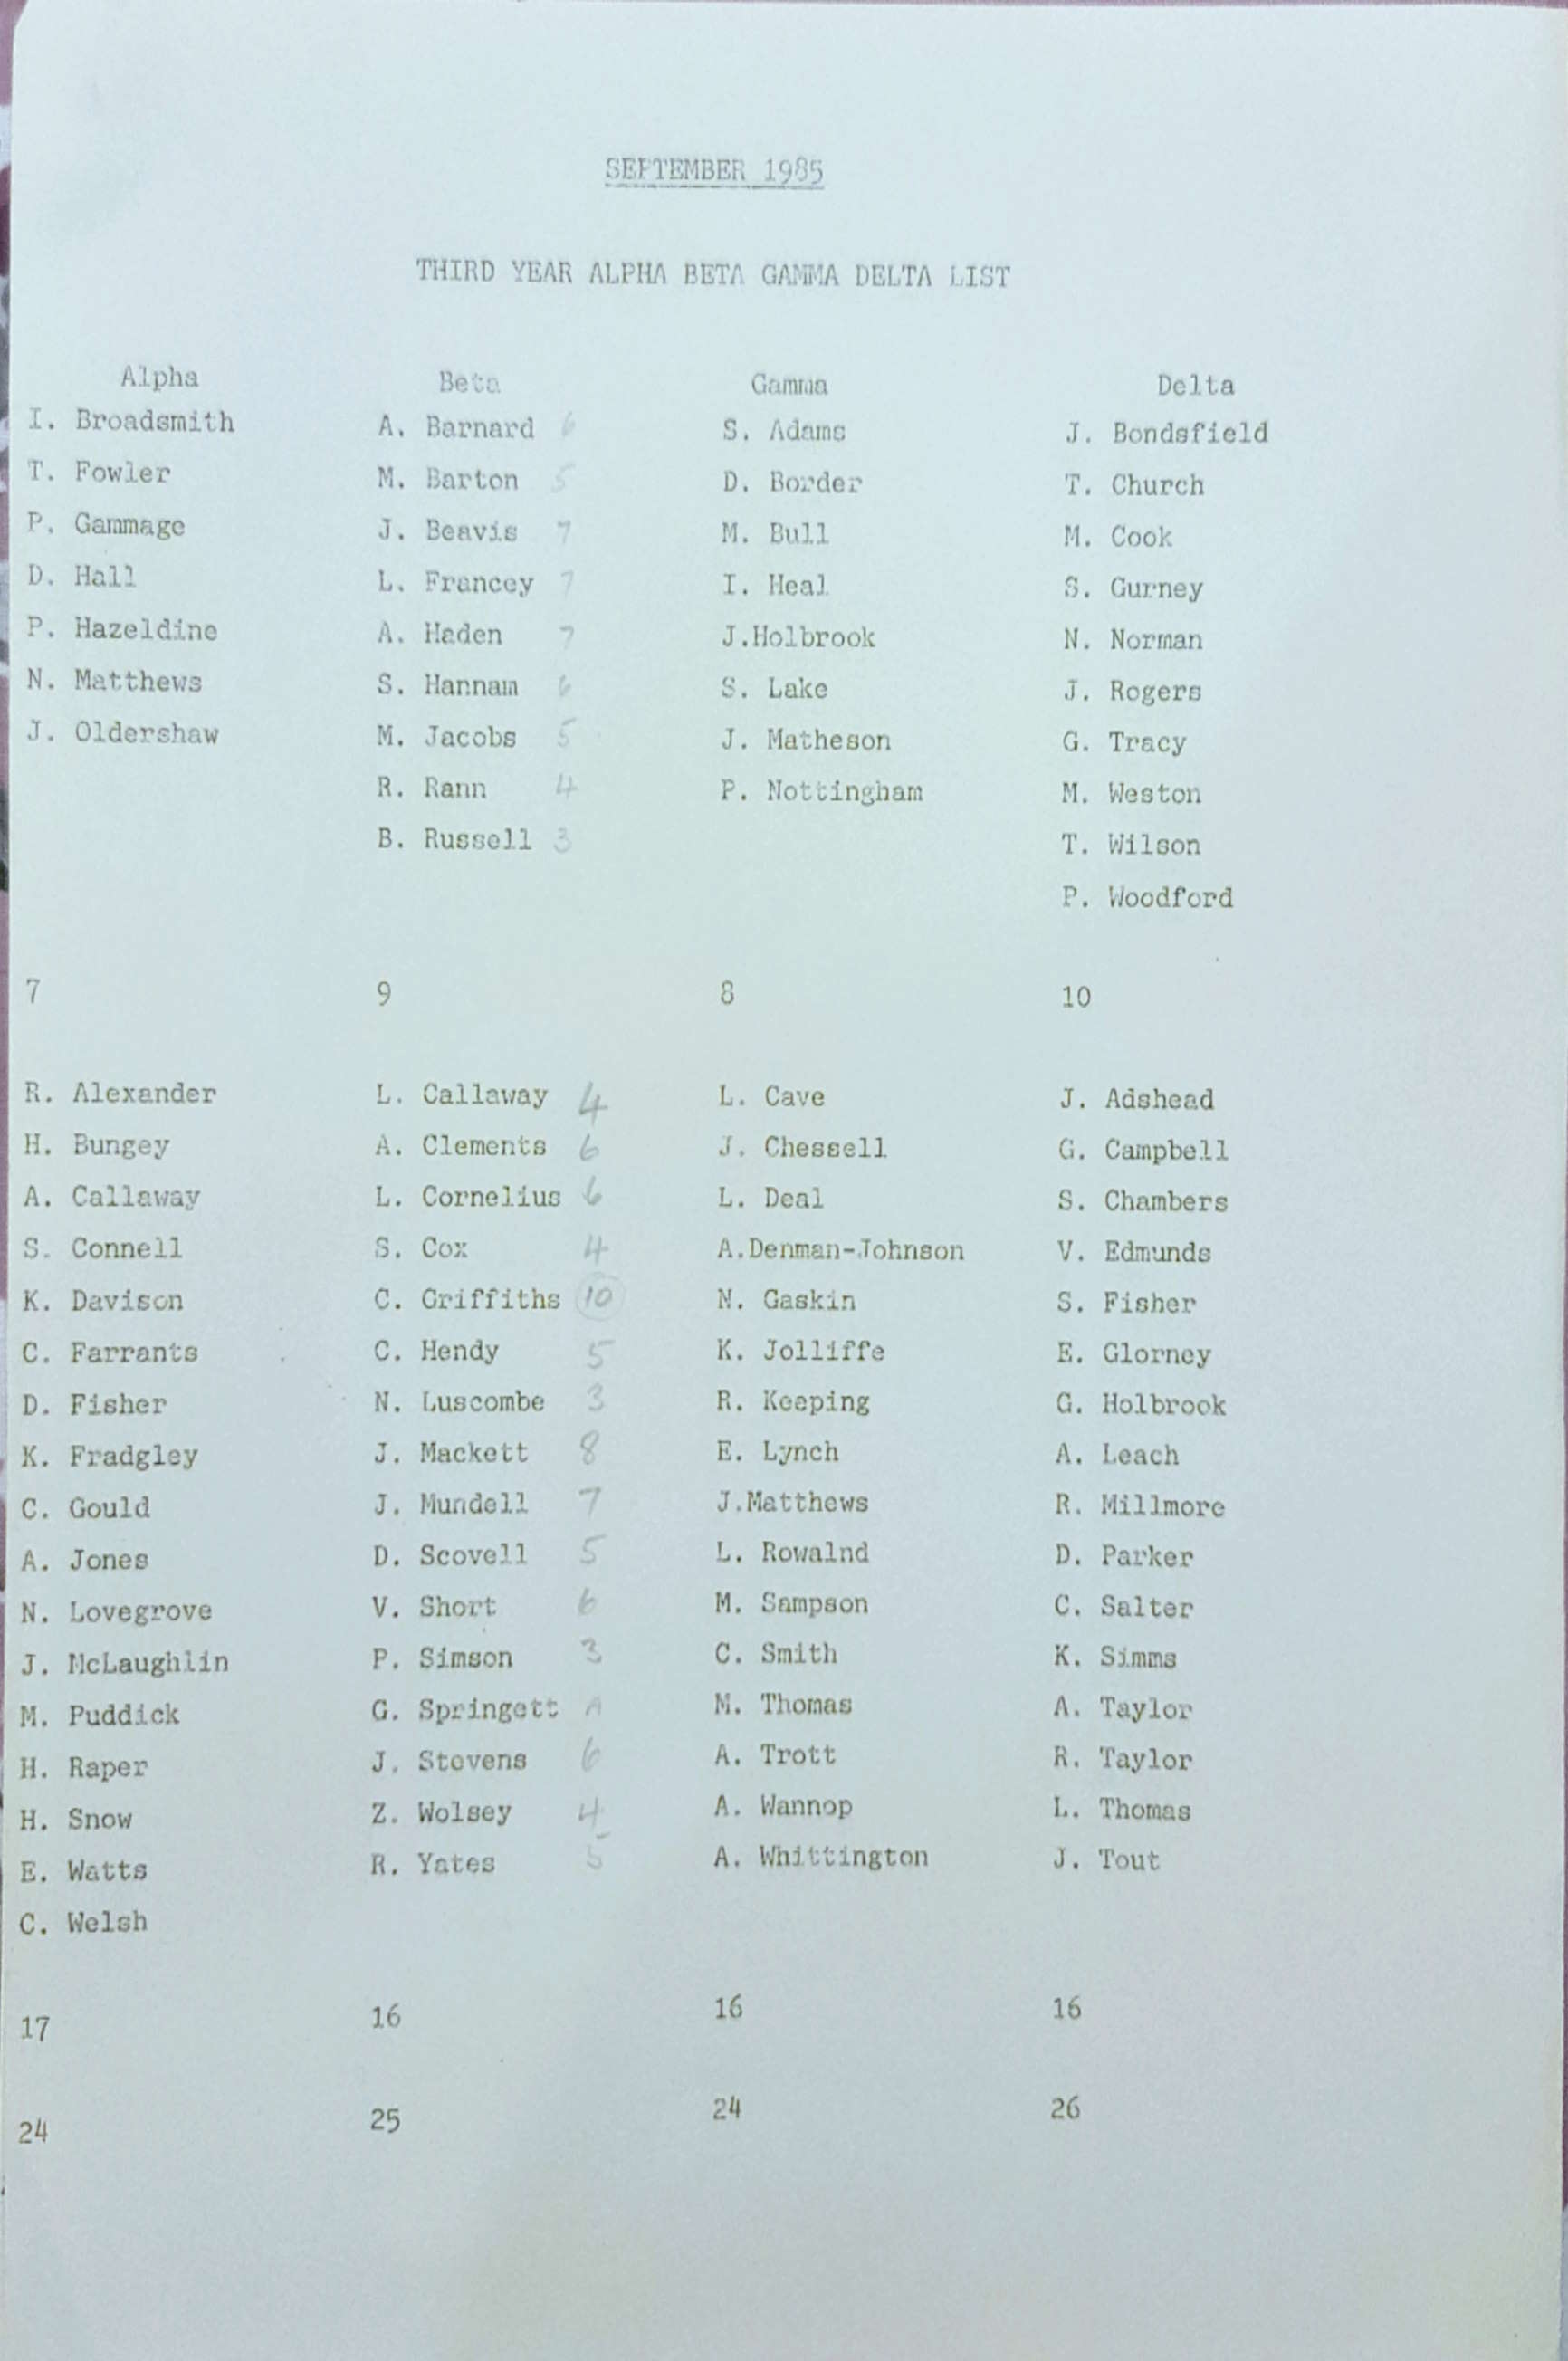 SEPTEMBER 1985
THIRD YEAR ALPHA BETA GAMMA DELTA LIST
Alpha Beta Gamma Delta
I. Broadsmith A. Barnard 6 S. Adams J. Bondsfield
T. Fowler M. Barton 5 D. Border T. Church
P. Gammage J. Beavis 7 M. Bull M. Cook
D. Hall L. Francey 7 I. Heal S. Gurney
P. Hazeldine A. Haden 7 J.Holbrook N. Norman
N. Matthews S. Hannam 6 S. Lake J. Rogers
J. Oldershaw M. Jacobs 5 J. Matheson G. Tracy
R. Rann 4 P. Nottingham M. Weston
B. Russell 3 T. Wilson
P. Woodford
7 9 8 10
R. Alexander L. Callaway 4 L. Cave J. Adshead
H. Bungey A. Clements 6 J. Chessell G. Campbell
A. Callaway L. Cornelius 6 L. Deal S. Chambers
S. Connell S. Cox 4 A.Denman-Johnson V. Edmunds
K. Davison C. Griffiths 10 N. Gaskin S. Fisher
C. Farrants C. Hendy 5 K. Jolliffe E. Glorney
D. Fisher N. Luscombe 3 R. Keeping G. Holbrook
K. Fradgley J. Mackett 8 E. Lynch A. Leach
C. Gould J. Mundell 7 J.Matthews R. Millmore
A. Jones D. Scovell 5 L. Rowalnd D. Parker
N. Lovegrove V. Short 6 M. Sampson C. Salter
J. McLaughlin P. Simson 3 C. Smith K. Simms
M. Puddick G. Springett A M. Thomas A. Taylor
H. Raper J. Stevens 6 A. Trott R. Taylor
H. Snow Z. Wolsey 4 A. Wannop L. Thomas
E. Watts R. Yates 5 A. Whittington J. Tout
C. Welsh
17 16 16 16
24 25 24 26